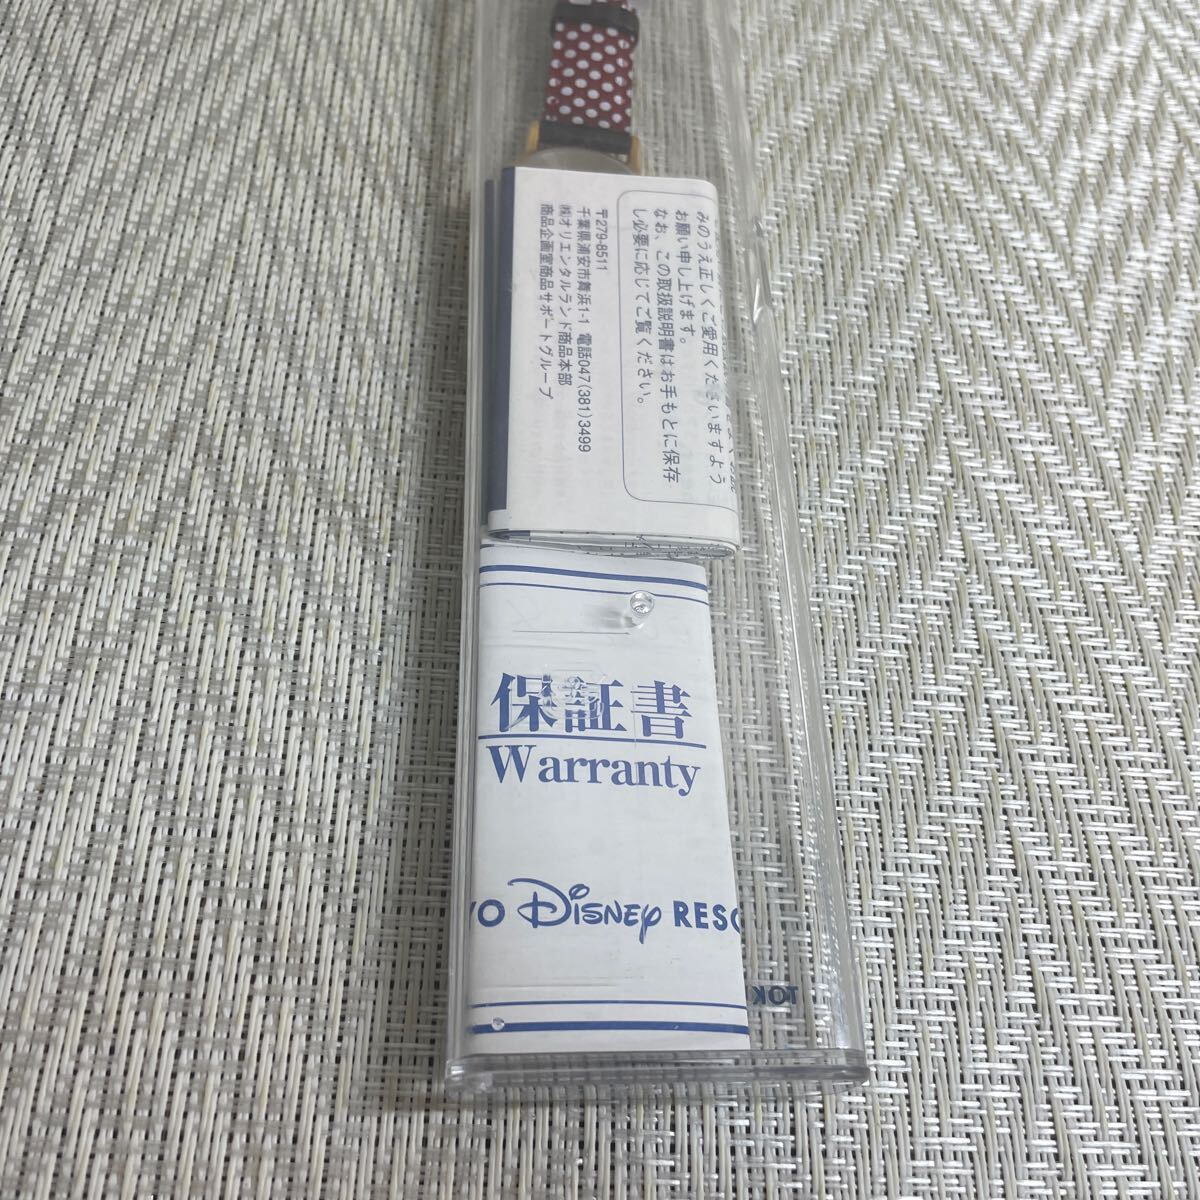 みのうえ正しくご愛用くださいますよう
お願い申し上げます。
なお、この取扱説明書はお手もとに保存
し必要に応じてご覧ください。
〒279-8511
千葉県浦安市舞浜1-1 電話047(381)3499
㈱オリエンタルランド商品本部
商品企画室商品サポートグループ
保証書
Warranty
YO Disney RESO
TOK